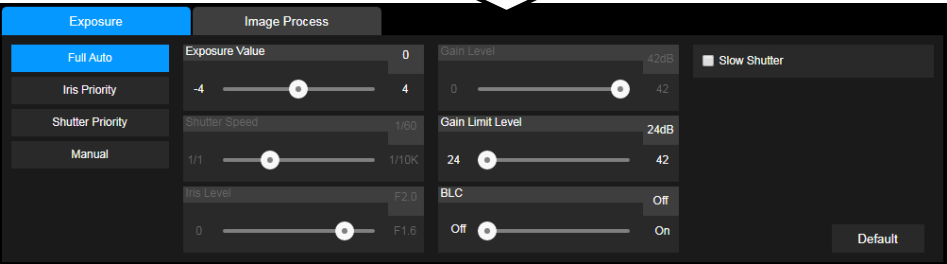 Exposure
Image Process
Full Auto
Iris Priority
Shutter Priority
Manual
Exposure Value 0
-4 4
Shutter Speed 1/60
1/1 1/10K
Iris Level F2.0
0 F1.6
Gain Level 42dB
0 42
Gain Limit Level 24dB
24 42
BLC Off
Off On
Slow Shutter
Default